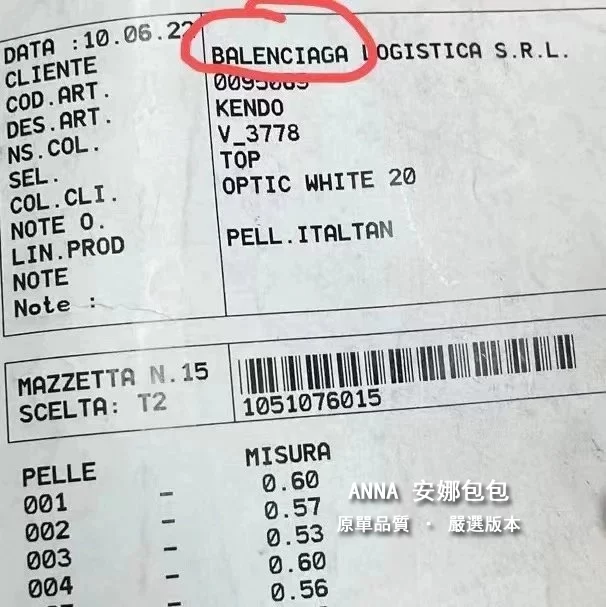 DATA :10.06.22
CLIENTE BALENCIAGA LOGISTICA S.R.L.
COD.ART. 0095069
DES.ART. KENDO
NS.COL. V_3778
SEL. TOP
COL.CLI. OPTIC WHITE 20
NOTE O.
LIN.PROD PELL.ITALTAN
NOTE
Note :
MAZZETTA N.15
SCELTA: T2
1051076015
PELLE MISURA
001 - 0.60
002 - 0.57
003 - 0.53
004 - 0.60
0.56
ANNA 安娜包包
原單品質 · 嚴選版本